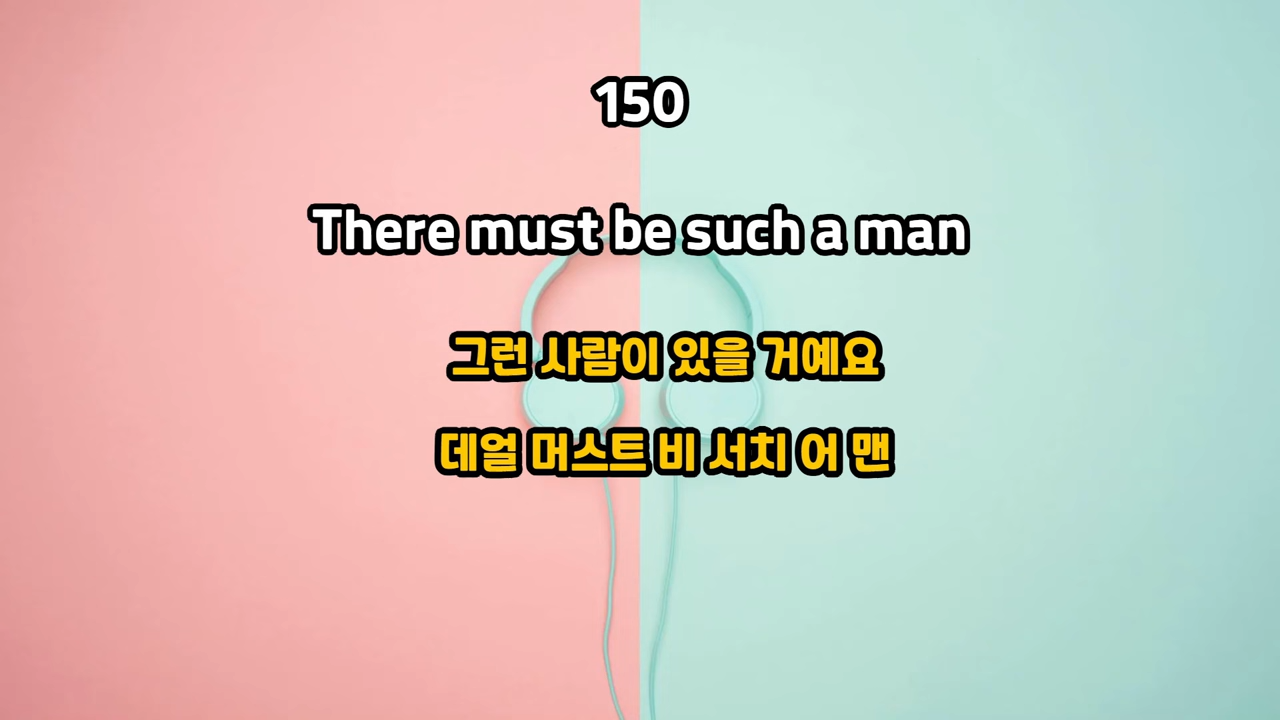 150
There must be such a man
그런 사람이 있을 거예요
데얼 머스트 비 서치 어 맨